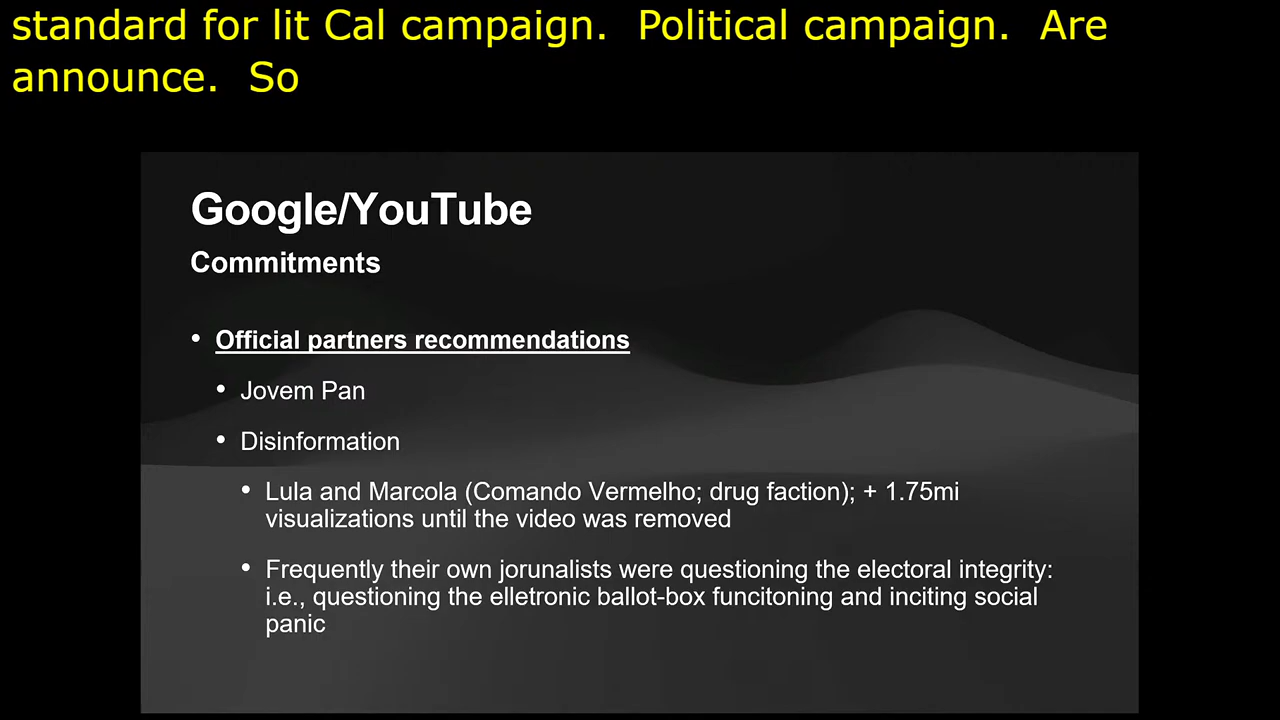 standard for lit Cal campaign.  Political campaign.  Are
announce.  So
Google/YouTube
Commitments
• Official partners recommendations
• Jovem Pan
• Disinformation
• Lula and Marcola (Comando Vermelho; drug faction); + 1.75mi
visualizations until the video was removed
• Frequently their own jorunalists were questioning the electoral integrity:
i.e., questioning the elletronic ballot-box funcitoning and inciting social
panic